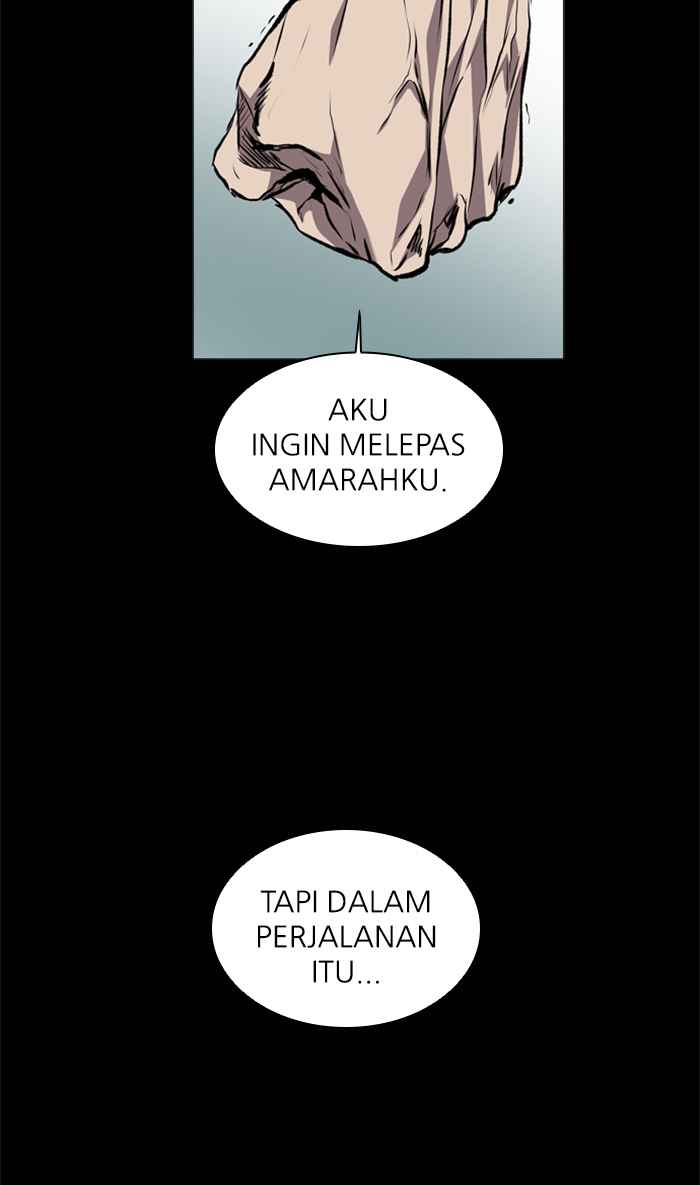 AKU
INGIN MELEPAS
AMARAHKU.
TAPI DALAM
PERJALANAN
ITU...